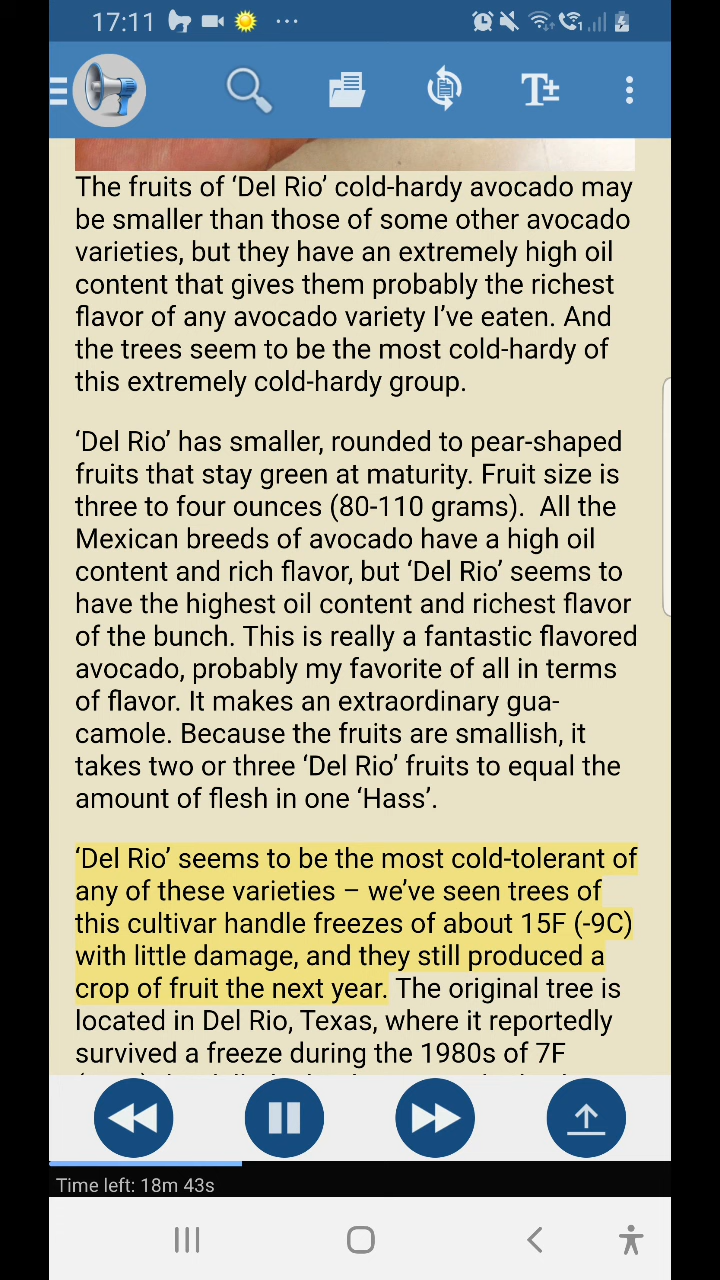 17:11
The fruits of ‘Del Rio’ cold-hardy avocado may
be smaller than those of some other avocado
varieties, but they have an extremely high oil
content that gives them probably the richest
flavor of any avocado variety I’ve eaten. And
the trees seem to be the most cold-hardy of
this extremely cold-hardy group.
‘Del Rio’ has smaller, rounded to pear-shaped
fruits that stay green at maturity. Fruit size is
three to four ounces (80-110 grams).  All the
Mexican breeds of avocado have a high oil
content and rich flavor, but ‘Del Rio’ seems to
have the highest oil content and richest flavor
of the bunch. This is really a fantastic flavored
avocado, probably my favorite of all in terms
of flavor. It makes an extraordinary gua-
camole. Because the fruits are smallish, it
takes two or three ‘Del Rio’ fruits to equal the
amount of flesh in one ‘Hass’.
‘Del Rio’ seems to be the most cold-tolerant of
any of these varieties – we’ve seen trees of
this cultivar handle freezes of about 15F (-9C)
with little damage, and they still produced a
crop of fruit the next year. The original tree is
located in Del Rio, Texas, where it reportedly
survived a freeze during the 1980s of 7F
Time left: 18m 43s